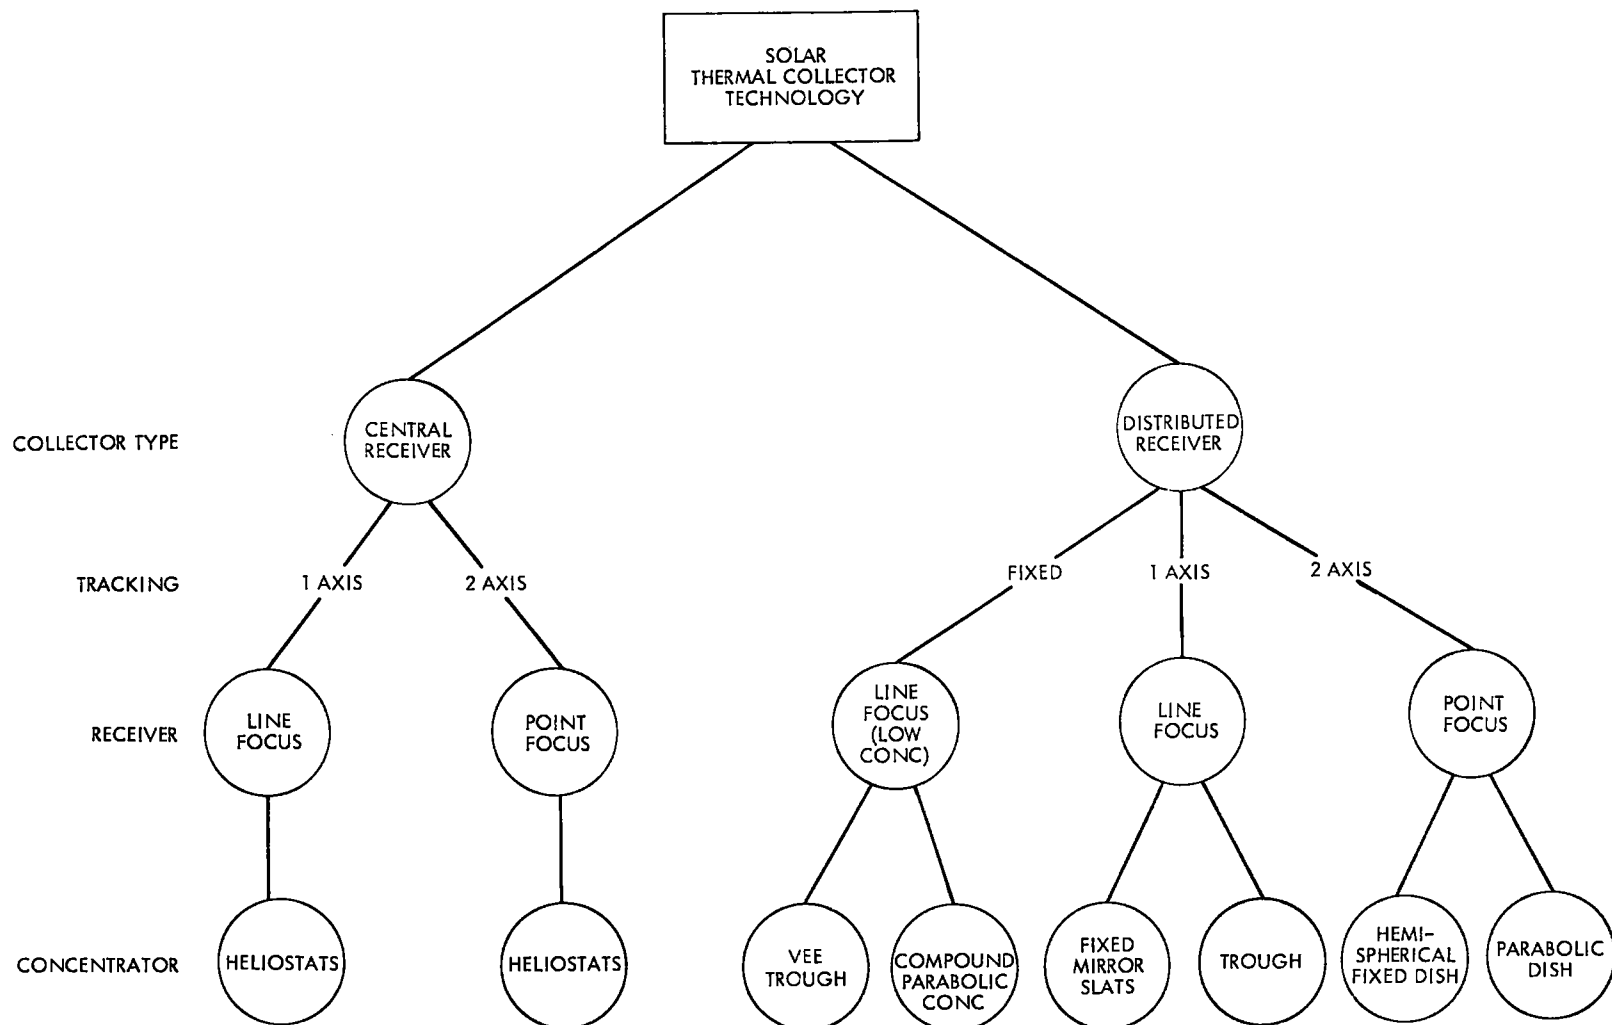 SOLAR
THERMAL COLLECTOR
TECHNOLOGY
COLLECTOR TYPE
CENTRAL
RECEIVER
DISTRIBUTED
RECEIVER
TRACKING
1 AXIS
2 AXIS
FIXED
1 AXIS
2 AXIS
RECEIVER
LINE
FOCUS
POINT
FOCUS
LINE
FOCUS
(LOW
CONC)
LINE
FOCUS
POINT
FOCUS
CONCENTRATOR
HELIOSTATS
HELIOSTATS
VEE
TROUGH
COMPOUND
PARABOLIC
CONC
FIXED
MIRROR
SLATS
TROUGH
HEMI-
SPHERICAL
FIXED DISH
PARABOLIC
DISH